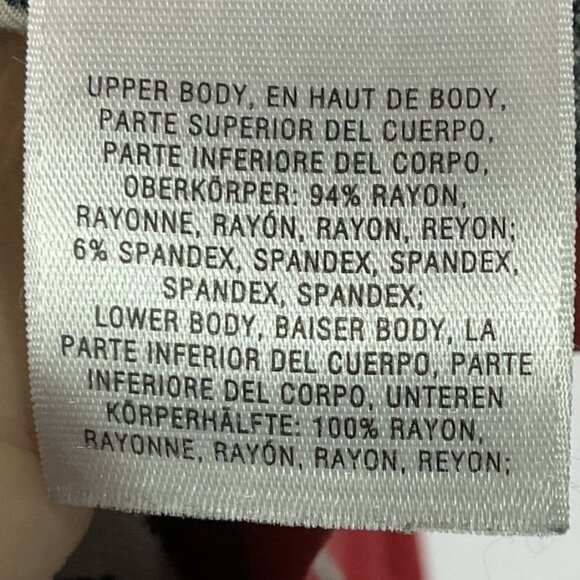 UPPER BODY, EN HAUT DE BODY,
PARTE SUPERIOR DEL CUERPO,
PARTE INFERIORE DEL CORPO,
OBERKÖRPER: 94% RAYON,
RAYONNE, RAYÓN, RAYON, REYON;
6% SPANDEX, SPANDEX, SPANDEX,
SPANDEX, SPANDEX;
LOWER BODY, BAISER BODY, LA
PARTE INFERIOR DEL CUERPO, PARTE
INFERIORE DEL CORPO, UNTEREN
KÖRPERHÄLFTE: 100% RAYON,
RAYONNE, RAYÓN, RAYON, REYON;